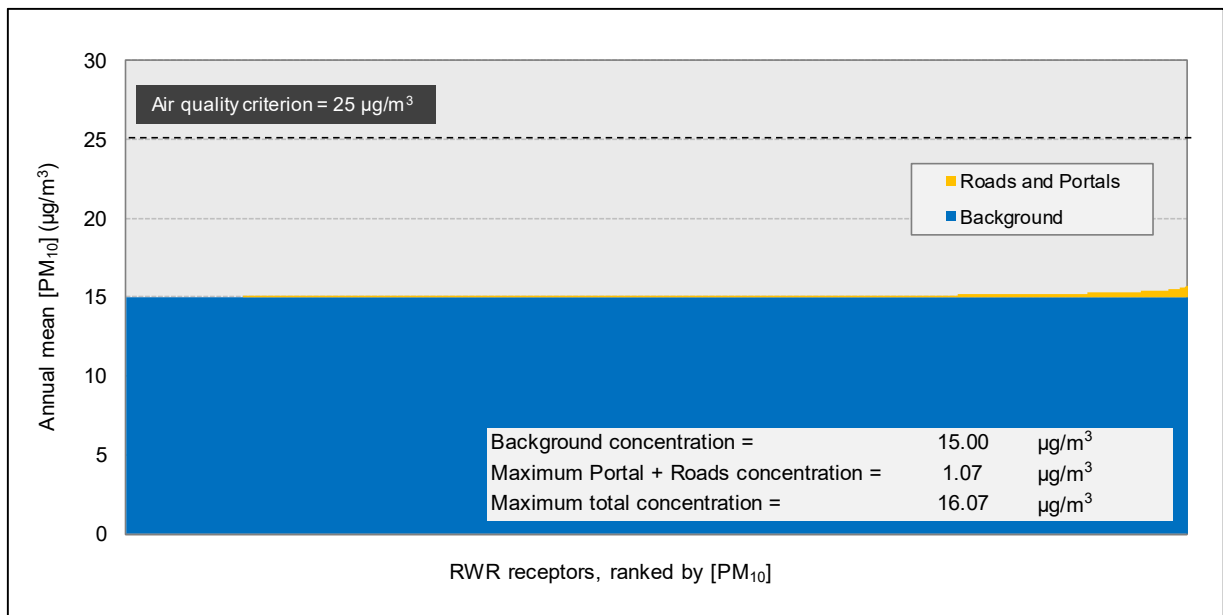 Annual mean [PM₁₀] (µg/m³)
30
25
20
15
10
5
0
Air quality criterion = 25 µg/m³
Roads and Portals
Background
Background concentration = 15.00 µg/m³
Maximum Portal + Roads concentration = 1.07 µg/m³
Maximum total concentration = 16.07 µg/m³
RWR receptors, ranked by [PM₁₀]